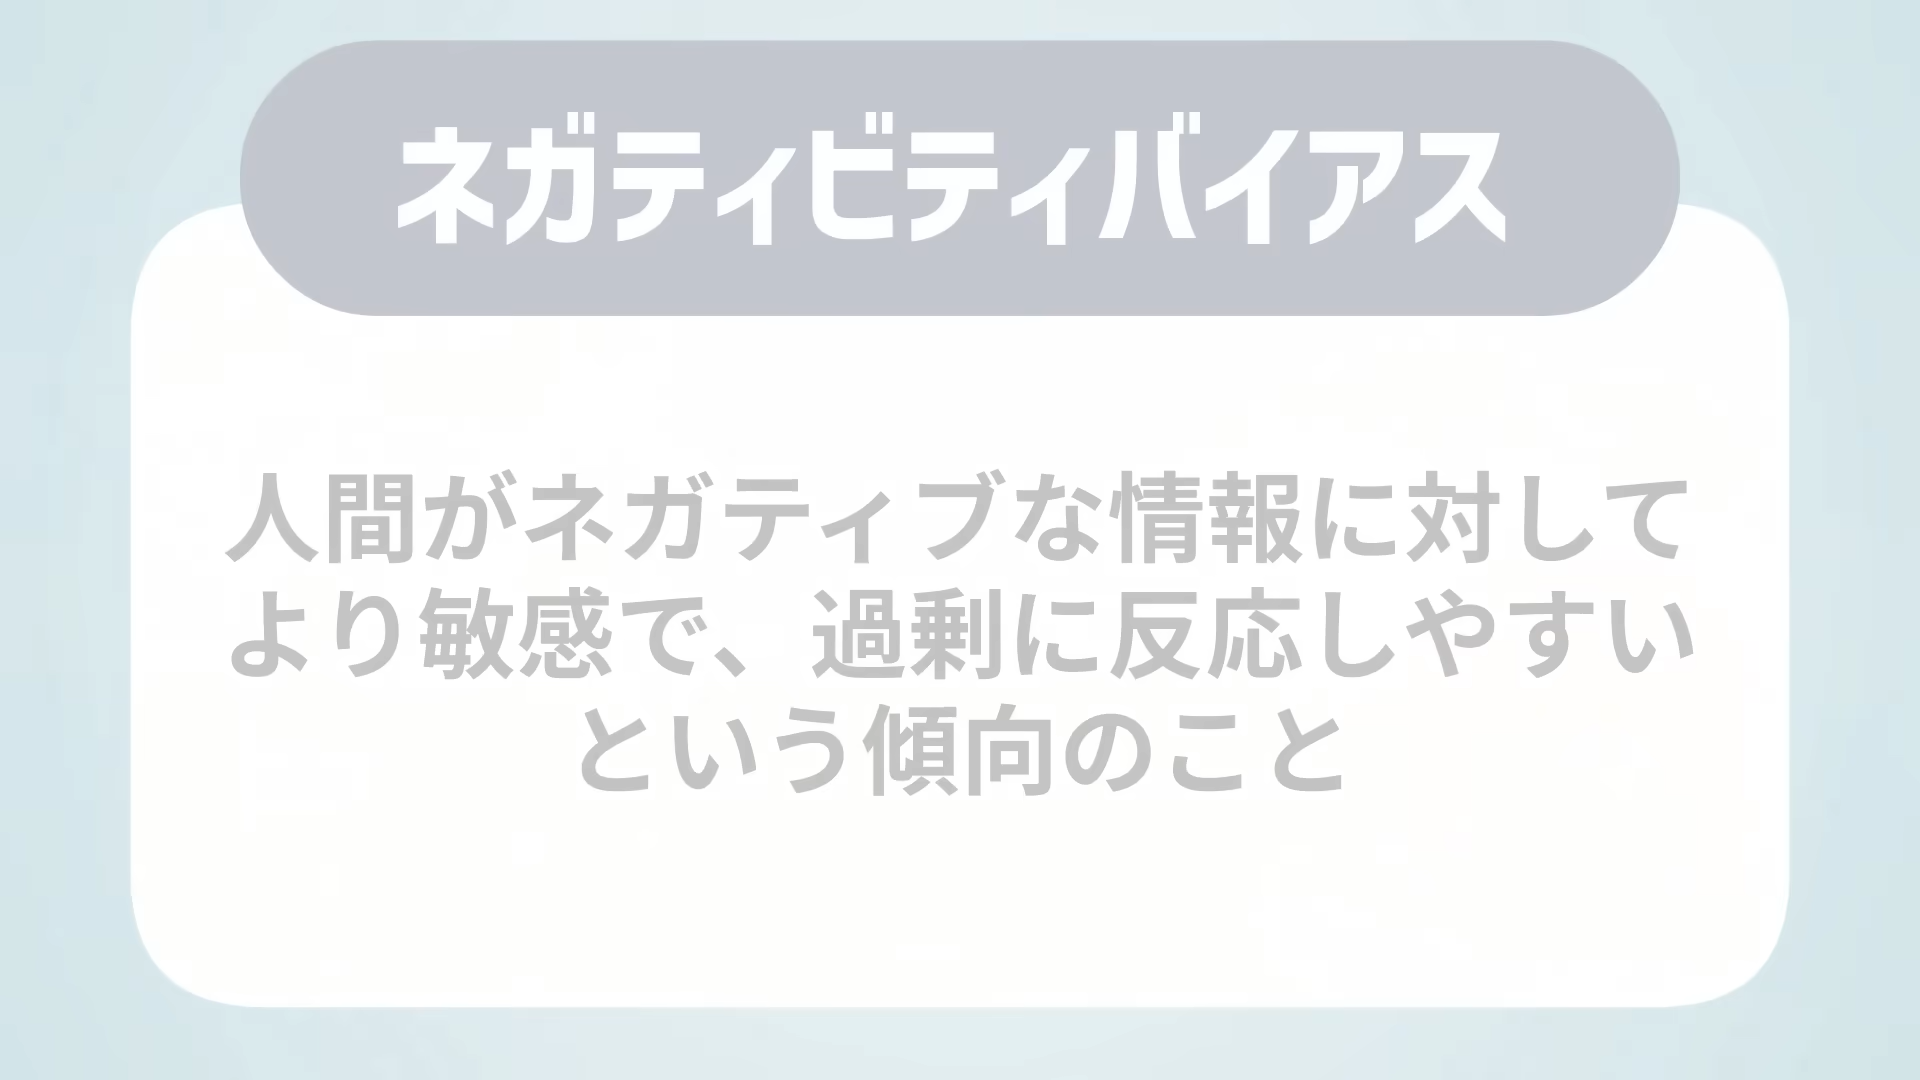 ネガティビティバイアス
人間がネガティブな情報に対して
より敏感で、過剰に反応しやすい
という傾向のこと